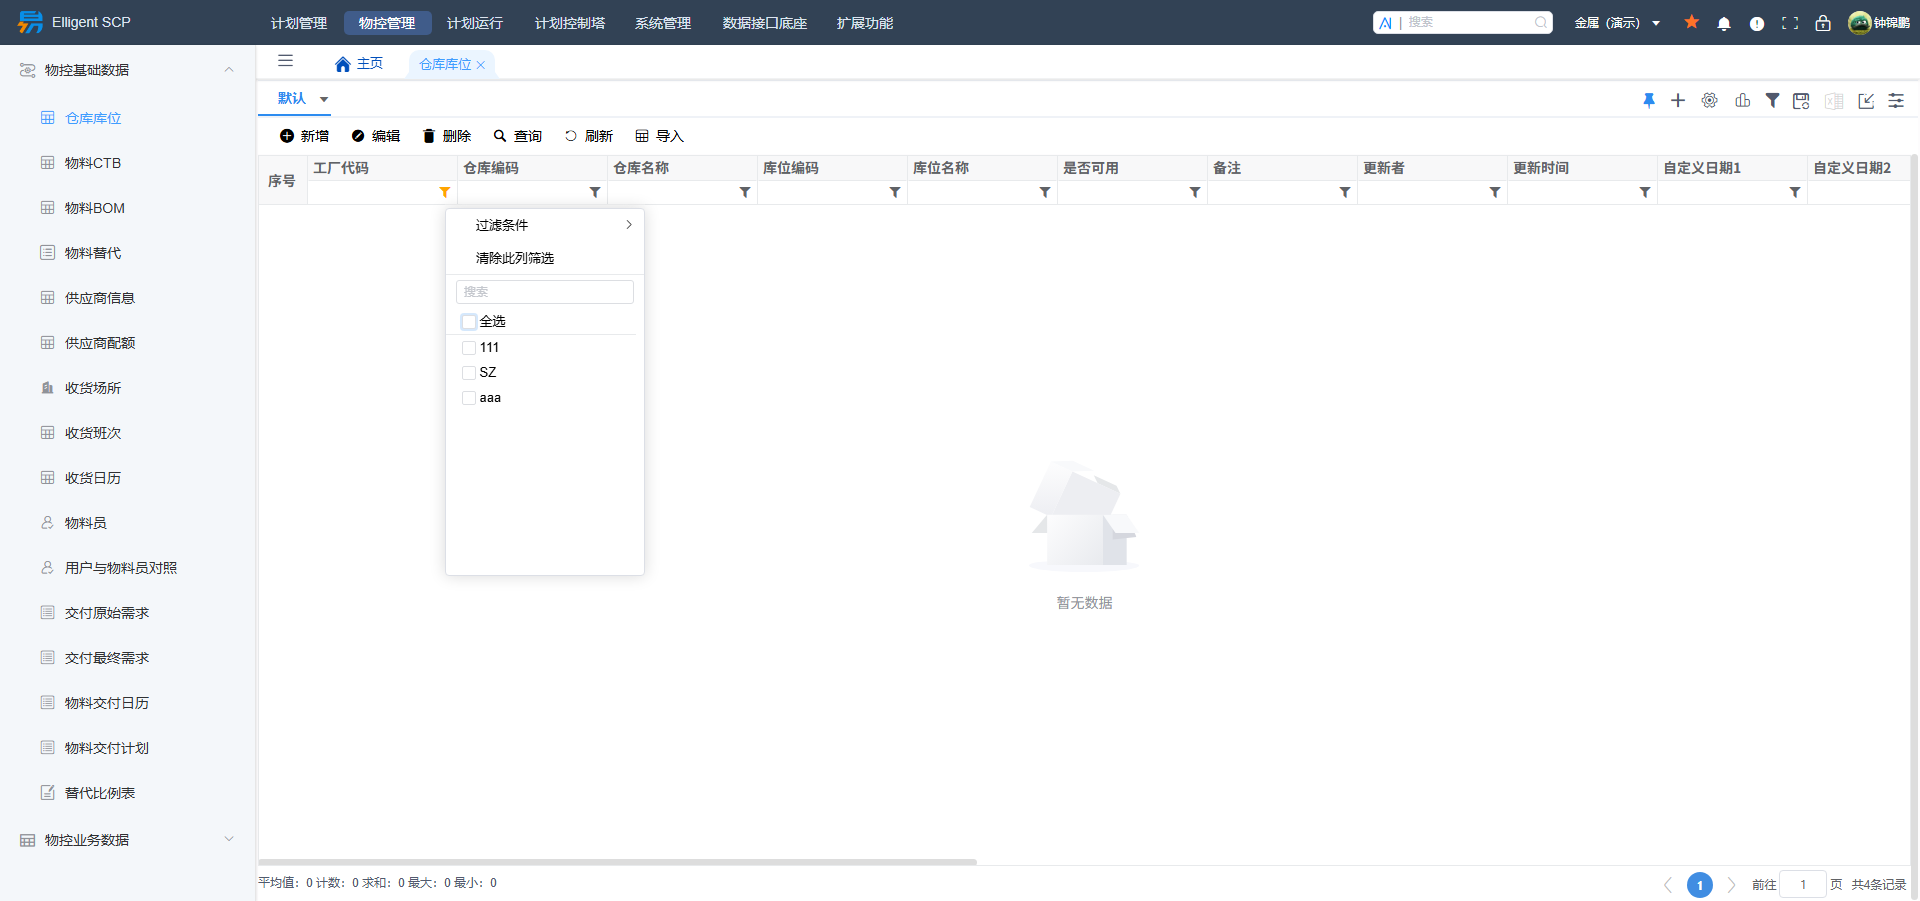 Elligent SCP
计划管理
物控管理
计划运行
计划控制塔
系统管理
数据接口底座
扩展功能
AI | 搜索
金属（演示）
钟锦鹏
物控基础数据
仓库库位
物料CTB
物料BOM
物料替代
供应商信息
供应商配额
收货场所
收货班次
收货日历
物料员
用户与物料员对照
交付原始需求
交付最终需求
物料交付日历
物料交付计划
替代比例表
物控业务数据
主页
仓库库位
默认
新增
编辑
删除
查询
刷新
导入
序号
工厂代码
仓库编码
仓库名称
库位编码
库位名称
是否可用
备注
更新者
更新时间
自定义日期1
自定义日期2
过滤条件
清除此列筛选
搜索
全选
111
SZ
aaa
暂无数据
平均值：0 计数：0 求和：0 最大：0 最小：0
1
前往 1 页 共4条记录